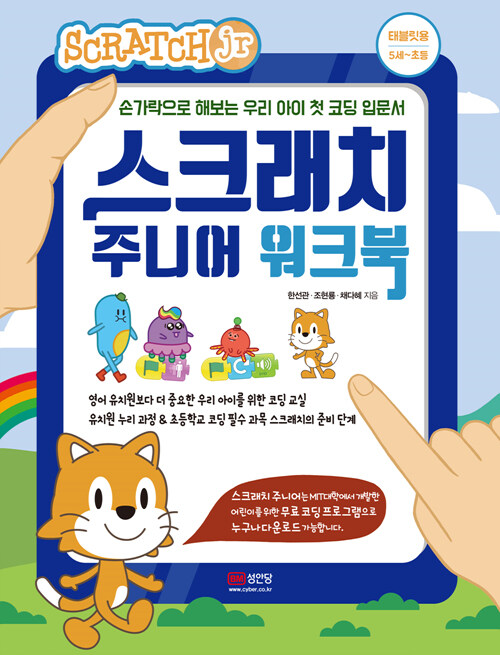 SCRATCH jr
태블릿용
5세~초등
손가락으로 해보는 우리 아이 첫 코딩 입문서
스크래치
주니어 워크북
한선관·조현룡·채다혜 지음
영어 유치원보다 더 중요한 우리 아이를 위한 코딩 교실
유치원 누리 과정 & 초등학교 코딩 필수 과목 스크래치의 준비 단계
스크래치 주니어는 MIT대학에서 개발한
어린이를 위한 무료 코딩 프로그램으로
누구나 다운로드 가능합니다.
BM 성안당
www.cyber.co.kr